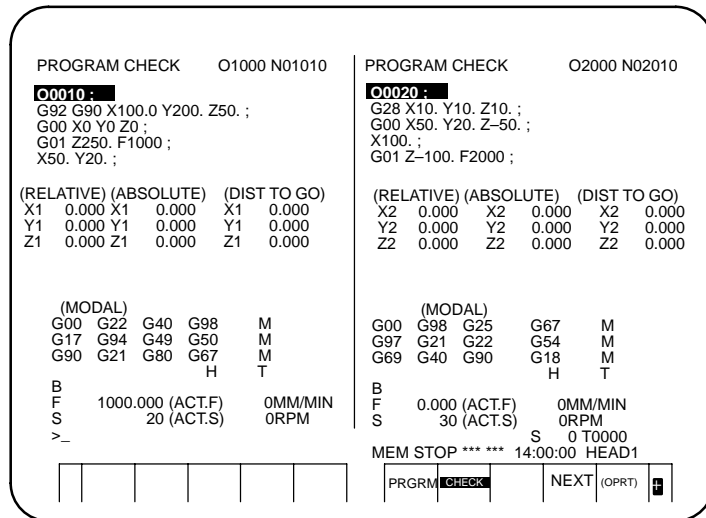 PROGRAM CHECK O1000 N01010
O0010 ;
G92 G90 X100.0 Y200. Z50. ;
G00 X0 Y0 Z0 ;
G01 Z250. F1000 ;
X50. Y20. ;
(RELATIVE) (ABSOLUTE) (DIST TO GO)
X1 0.000 X1 0.000 X1 0.000
Y1 0.000 Y1 0.000 Y1 0.000
Z1 0.000 Z1 0.000 Z1 0.000
(MODAL)
G00 G22 G40 G98 M
G17 G94 G49 G50 M
G90 G21 G80 G67 M
H T
B
F 1000.000 (ACT.F) 0MM/MIN
S 20 (ACT.S) 0RPM
>_
PROGRAM CHECK O2000 N02010
O0020 ;
G28 X10. Y10. Z10. ;
G00 X50. Y20. Z–50. ;
X100. ;
G01 Z–100. F2000 ;
(RELATIVE) (ABSOLUTE) (DIST TO GO)
X2 0.000 X2 0.000 X2 0.000
Y2 0.000 Y2 0.000 Y2 0.000
Z2 0.000 Z2 0.000 Z2 0.000
(MODAL)
G00 G98 G25 G67 M
G97 G21 G22 G54 M
G69 G40 G90 G18 M
H T
B
F 0.000 (ACT.F) 0MM/MIN
S 30 (ACT.S) 0RPM
S 0 T0000
MEM STOP *** *** 14:00:00 HEAD1
PRGRM CHECK NEXT (OPRT) +